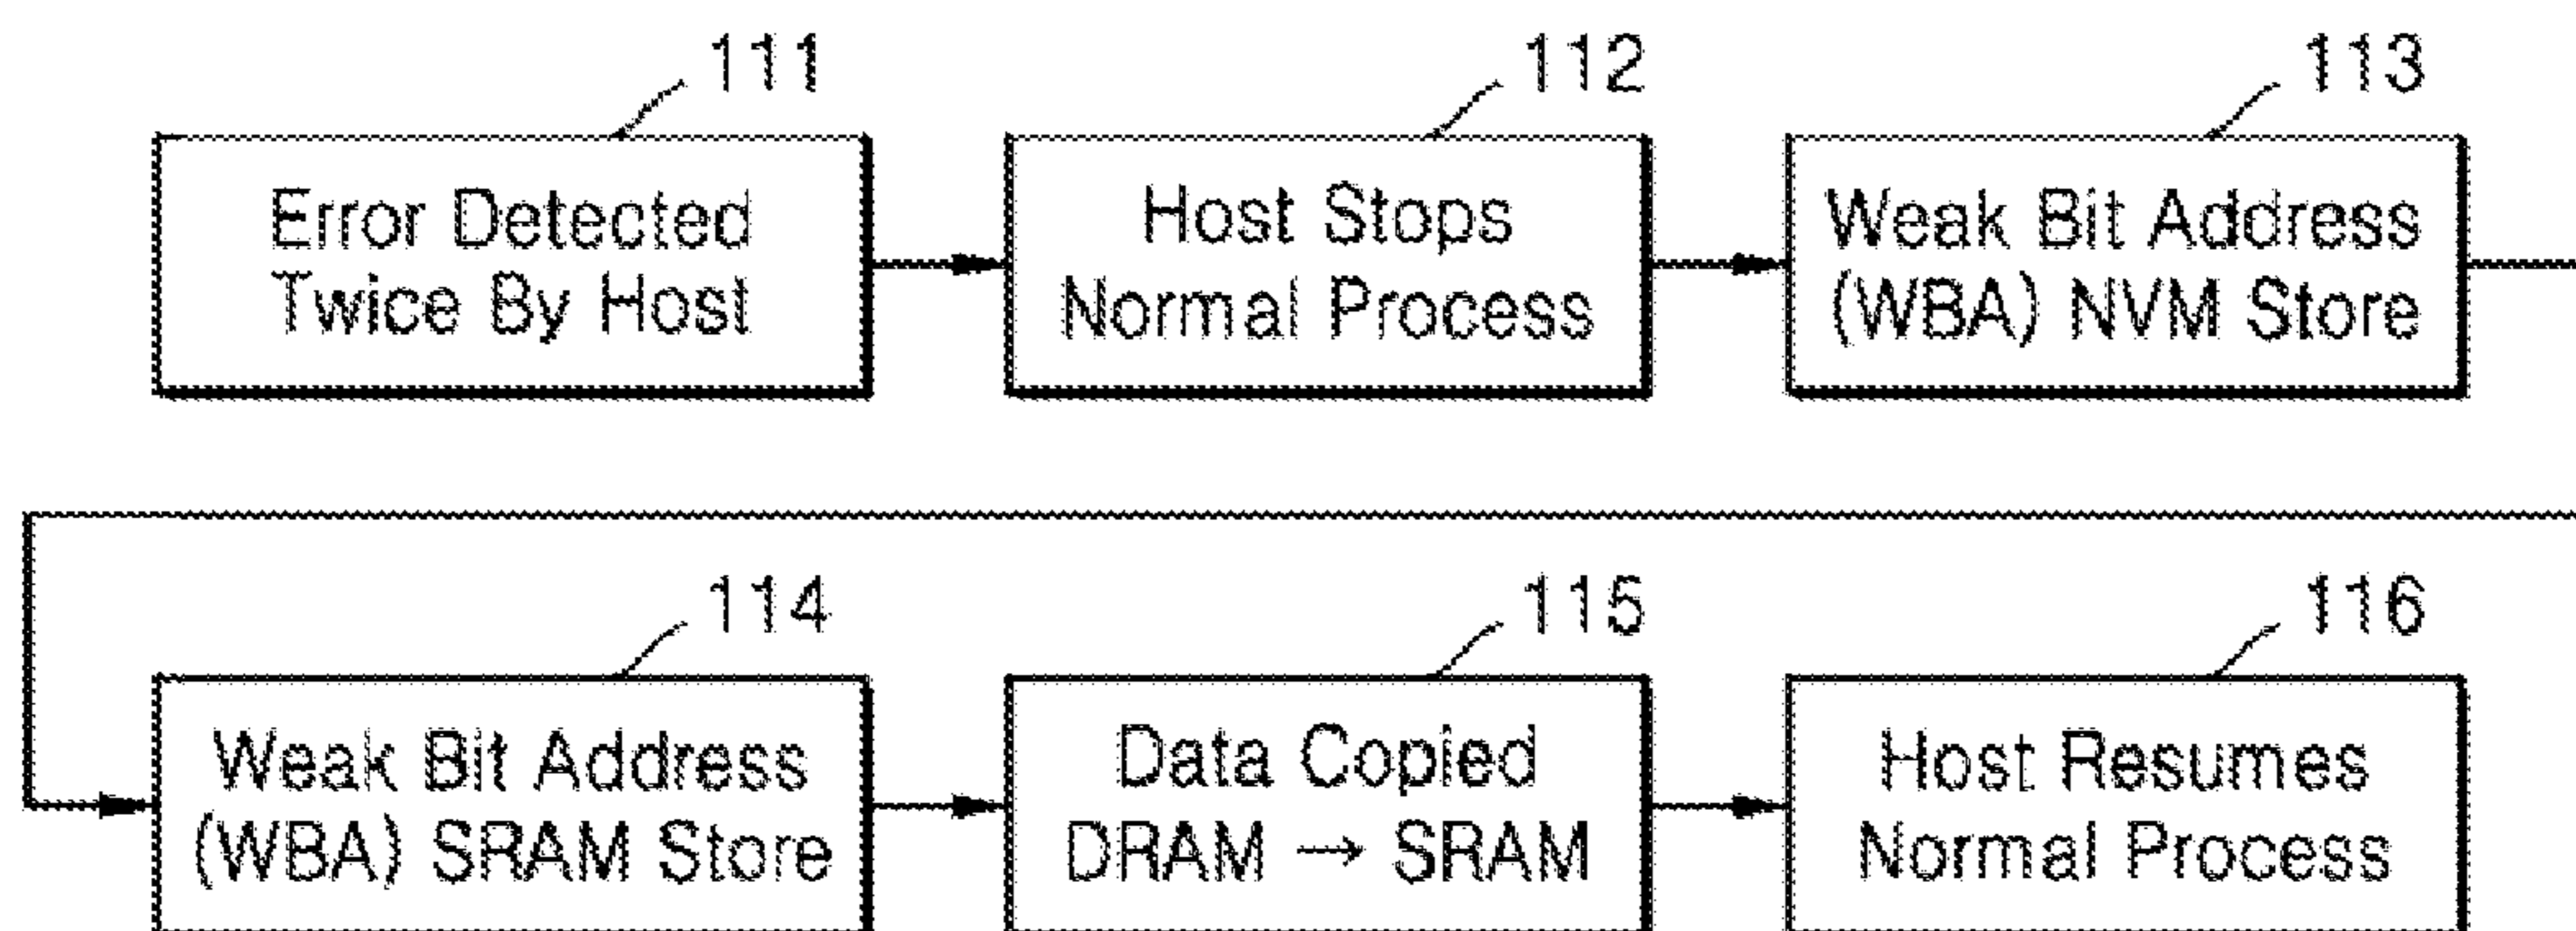 111
Error Detected
Twice By Host
112
Host Stops
Normal Process
113
Weak Bit Address
(WBA) NVM Store
114
Weak Bit Address
(WBA) SRAM Store
115
Data Copied
DRAM → SRAM
116
Host Resumes
Normal Process